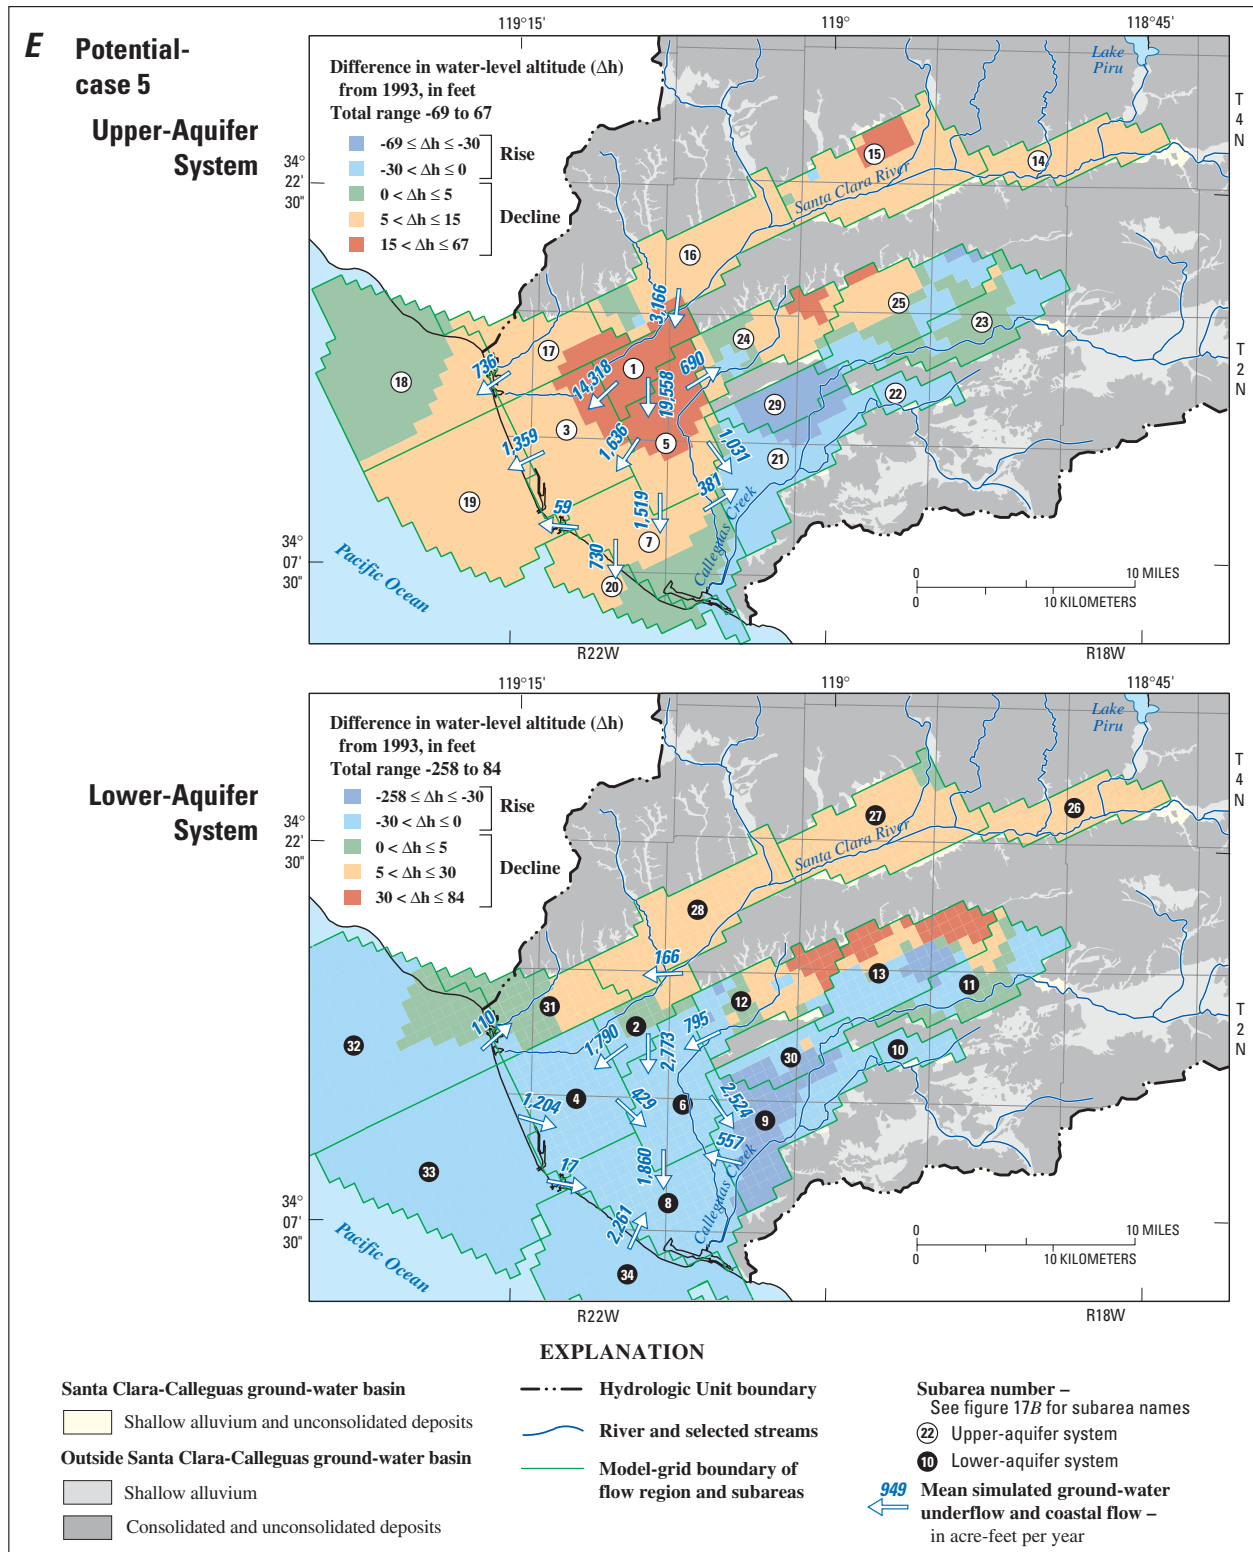 E Potential-
case 5
Upper-Aquifer
System
119°15'
119°
118°45'
Difference in water-level altitude (Δh)
from 1993, in feet
Total range -69 to 67
-69 ≤ Δh ≤ -30
-30 < Δh ≤ 0
Rise
0 < Δh ≤ 5
5 < Δh ≤ 15
15 < Δh ≤ 67
Decline
Lake
Piru
T
4
N
34°
22'
30"
15
14
Santa Clara River
16
3,166
25
23
24
17
18
1
736
14,318
690
19,558
T
2
N
22
29
3
5
1,636
1,031
21
1,359
381
19
1,519
59
7
730
20
Calleguas Creek
34°
07'
30"
Pacific Ocean
0 10 MILES
0 10 KILOMETERS
R22W
R18W
Lower-Aquifer
System
119°15'
119°
118°45'
Difference in water-level altitude (Δh)
from 1993, in feet
Total range -258 to 84
-258 ≤ Δh ≤ -30
-30 < Δh ≤ 0
Rise
0 < Δh ≤ 5
5 < Δh ≤ 30
30 < Δh ≤ 84
Decline
Lake
Piru
T
4
N
34°
22'
30"
27
26
Santa Clara River
28
166
13
11
12
31
2
110
32
1,790
795
2,773
T
2
N
10
30
4
429
6
2,524
1,204
9
557
17
1,860
33
8
2,261
34
Calleguas Creek
34°
07'
30"
Pacific Ocean
0 10 MILES
0 10 KILOMETERS
R22W
R18W
EXPLANATION
Santa Clara-Calleguas ground-water basin
Shallow alluvium and unconsolidated deposits
Outside Santa Clara-Calleguas ground-water basin
Shallow alluvium
Consolidated and unconsolidated deposits
Hydrologic Unit boundary
River and selected streams
Model-grid boundary of
flow region and subareas
Subarea number –
See figure 17B for subarea names
22 Upper-aquifer system
10 Lower-aquifer system
949 Mean simulated ground-water
underflow and coastal flow –
in acre-feet per year